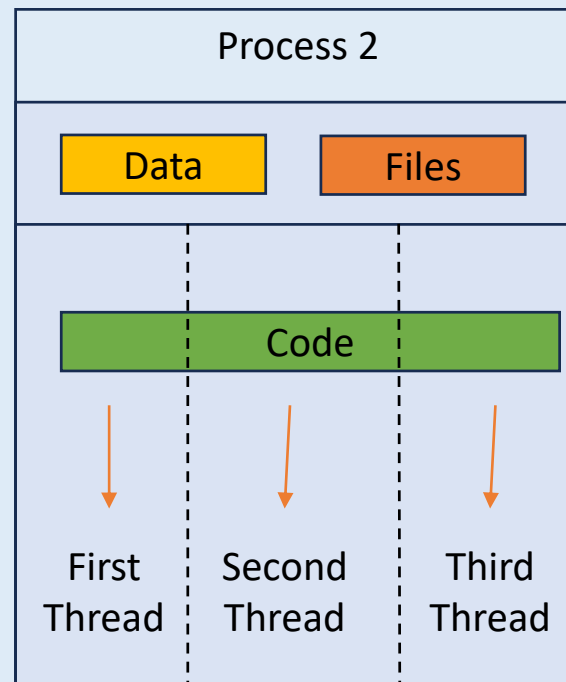 Process 2
Data
Files
Code
First
Thread
Second
Thread
Third
Thread